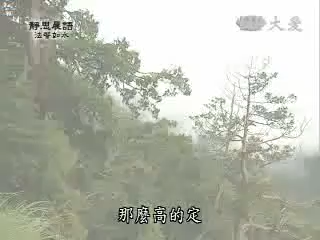 靜思晨語
法譬如水
大愛
那麼高的定